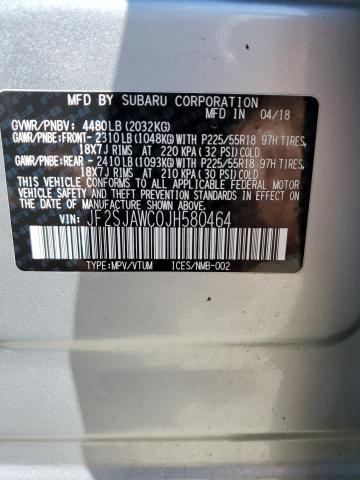 MFD BY SUBARU CORPORATION 04/18
GVWR/PNBV: 4480LB (2032KG)
GAWR/PNBE: FRONT- 2310LB (1048KG) WITH P225/55R18 97H TIRES,
18X7J RIMS AT 220 KPA (32 PSI) COLD
GAWR/PNBE: REAR - 2410LB (1093KG) WITH P225/55R18 97H TIRES,
18X7J RIMS AT 210 KPA (30 PSI) COLD
THIS VEHICLE CONFORMS TO ALL APPLICABLE FEDERAL MOTOR
VEHICLE SAFETY, BUMPER, AND THEFT PREVENTION
STANDARDS IN EFFECT ON THE DATE OF MANUFACTURE
SHOWN ABOVE.
VIN: JF2SJAWC0JH580464
TYPE: MPV/VTUM ICES/NMB-002